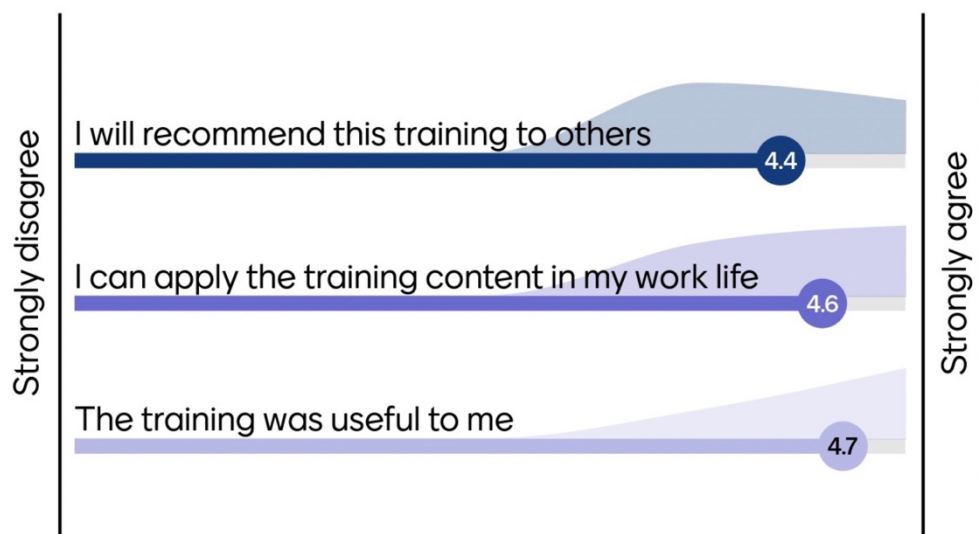 Strongly disagree
I will recommend this training to others
4.4
I can apply the training content in my work life
4.6
The training was useful to me
4.7
Strongly agree